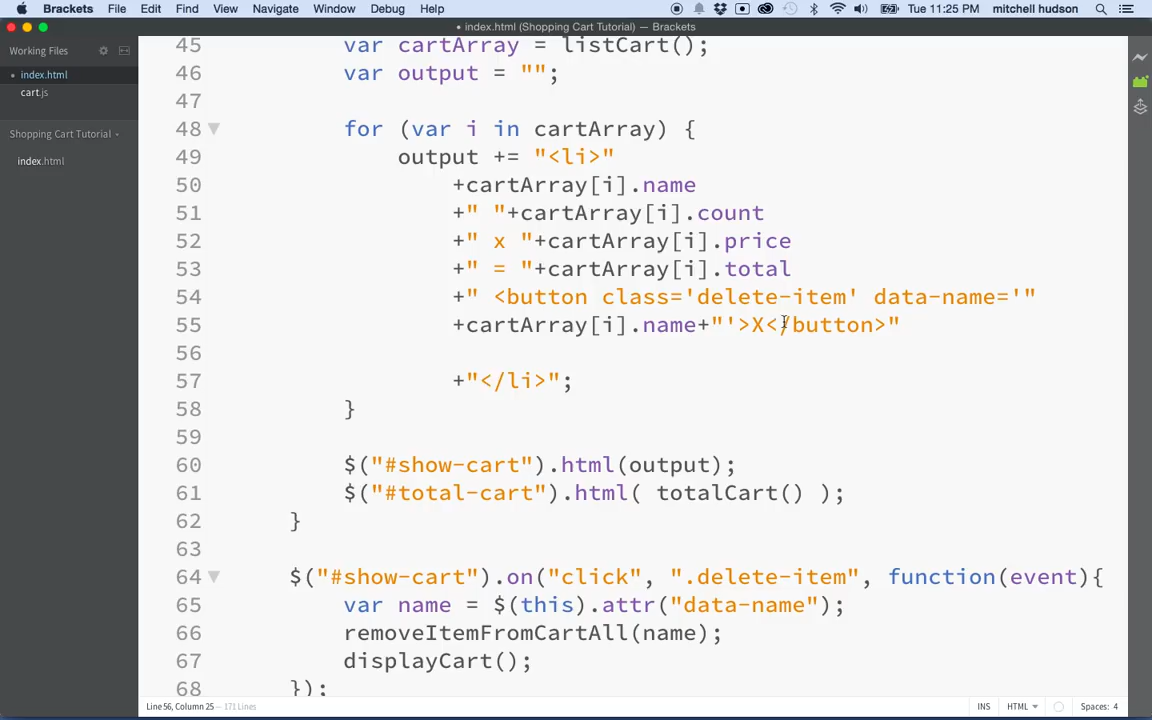 Brackets File Edit Find View Navigate Window Debug Help Tue 11:25 PM mitchell hudson
• index.html (Shopping Cart Tutorial) — Brackets
Working Files
• index.html
cart.js
Shopping Cart Tutorial
index.html
45 var cartArray = listCart();
46 var output = "";
47
48 for (var i in cartArray) {
49 output += "<li>"
50 +cartArray[i].name
51 +" "+cartArray[i].count
52 +" x "+cartArray[i].price
53 +" = "+cartArray[i].total
54 +" <button class='delete-item' data-name='"
55 +cartArray[i].name+"'>X</button>"
56
57 +"</li>";
58 }
59
60 $("#show-cart").html(output);
61 $("#total-cart").html( totalCart() );
62 }
63
64 $("#show-cart").on("click", ".delete-item", function(event){
65 var name = $(this).attr("data-name");
66 removeItemFromCartAll(name);
67 displayCart();
68 });
Line 56, Column 25 — 171 Lines INS HTML Spaces: 4